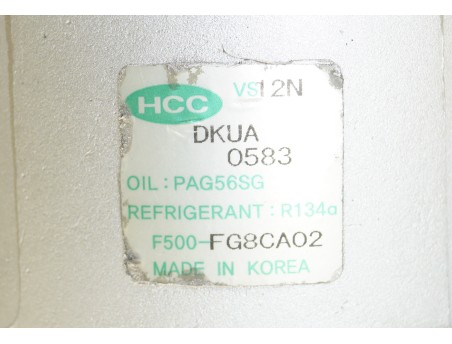 HCC VS12N
DKUA
0583
OIL : PAG56SG
REFRIGERANT : R134a
F500-FG8CA02
MADE IN KOREA